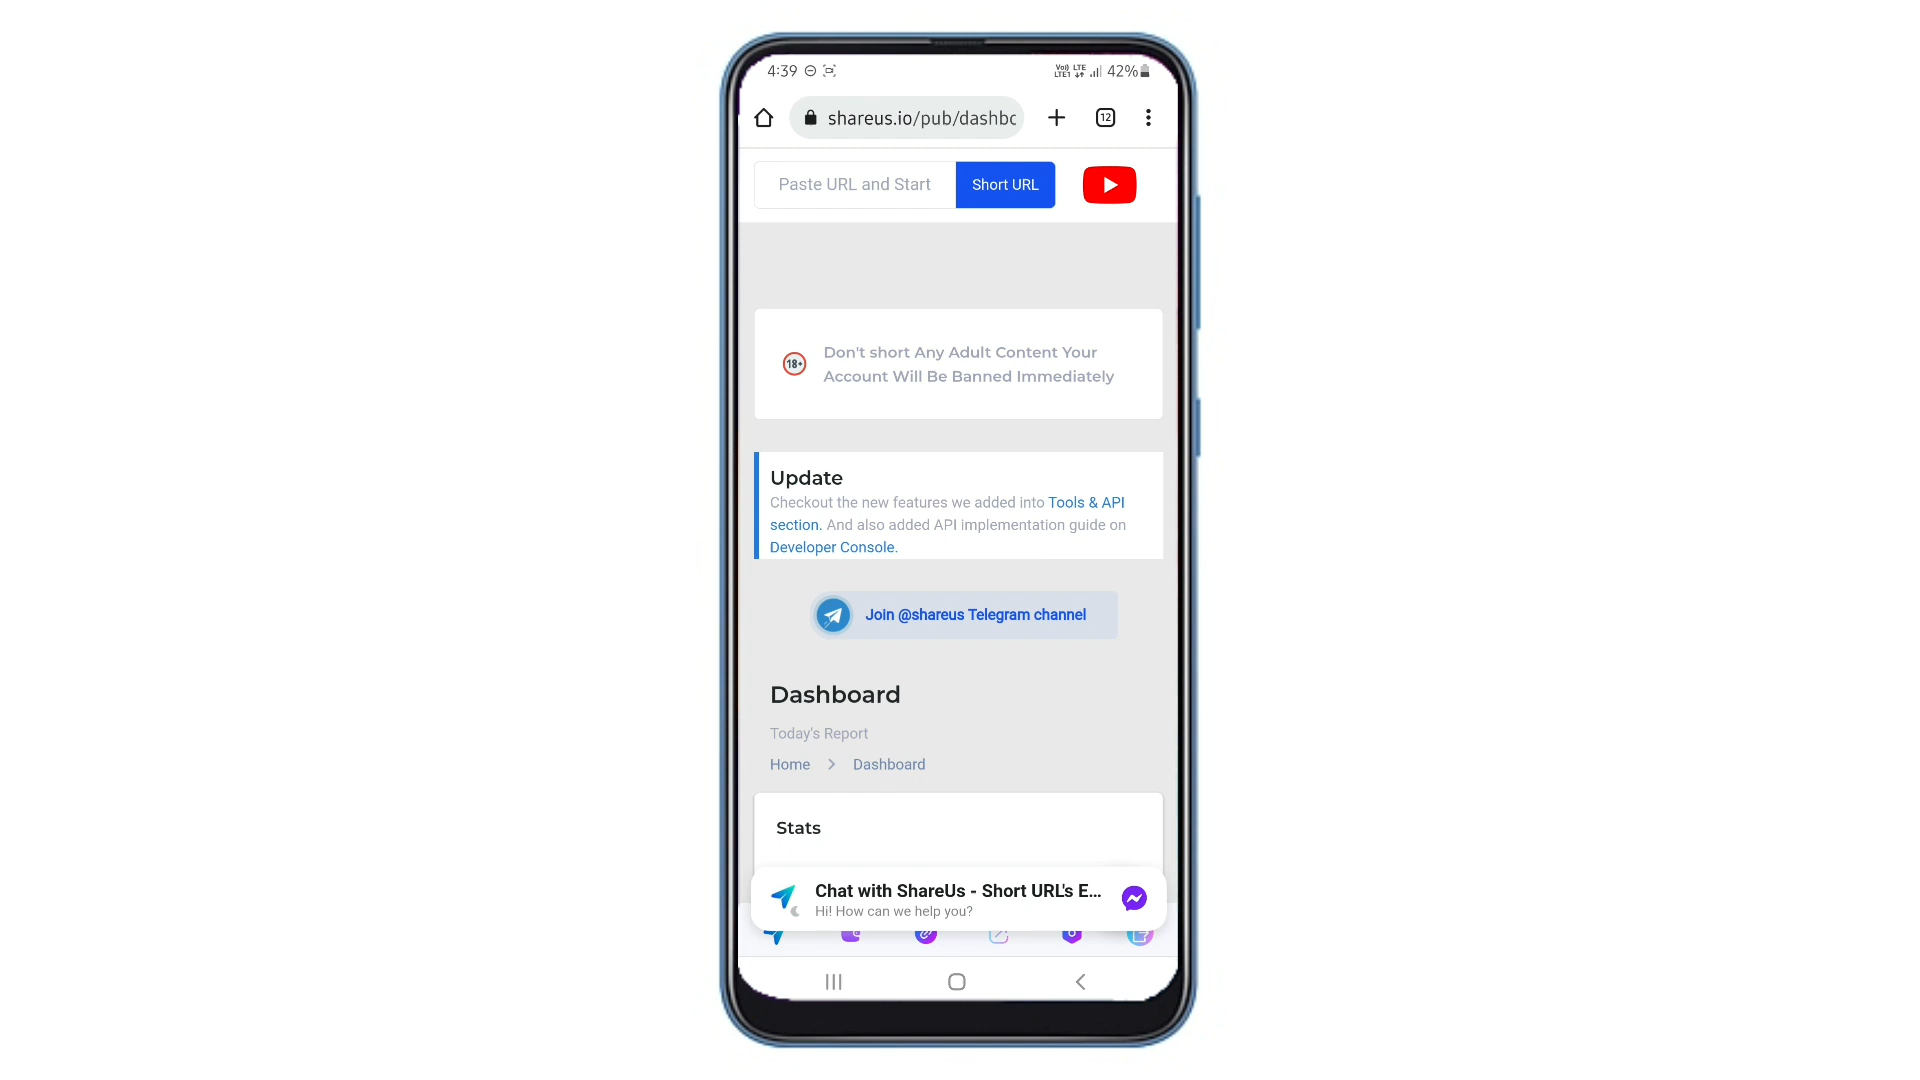 4:39
Vo) LTE
LTE1
42%
shareus.io/pub/dashbc
12
Paste URL and Start
Short URL
18+
Don't short Any Adult Content Your
Account Will Be Banned Immediately
Update
Checkout the new features we added into Tools & API
section. And also added API implementation guide on
Developer Console.
Join @shareus Telegram channel
Dashboard
Today's Report
Home
Dashboard
Stats
Chat with ShareUs - Short URL's E...
Hi! How can we help you?